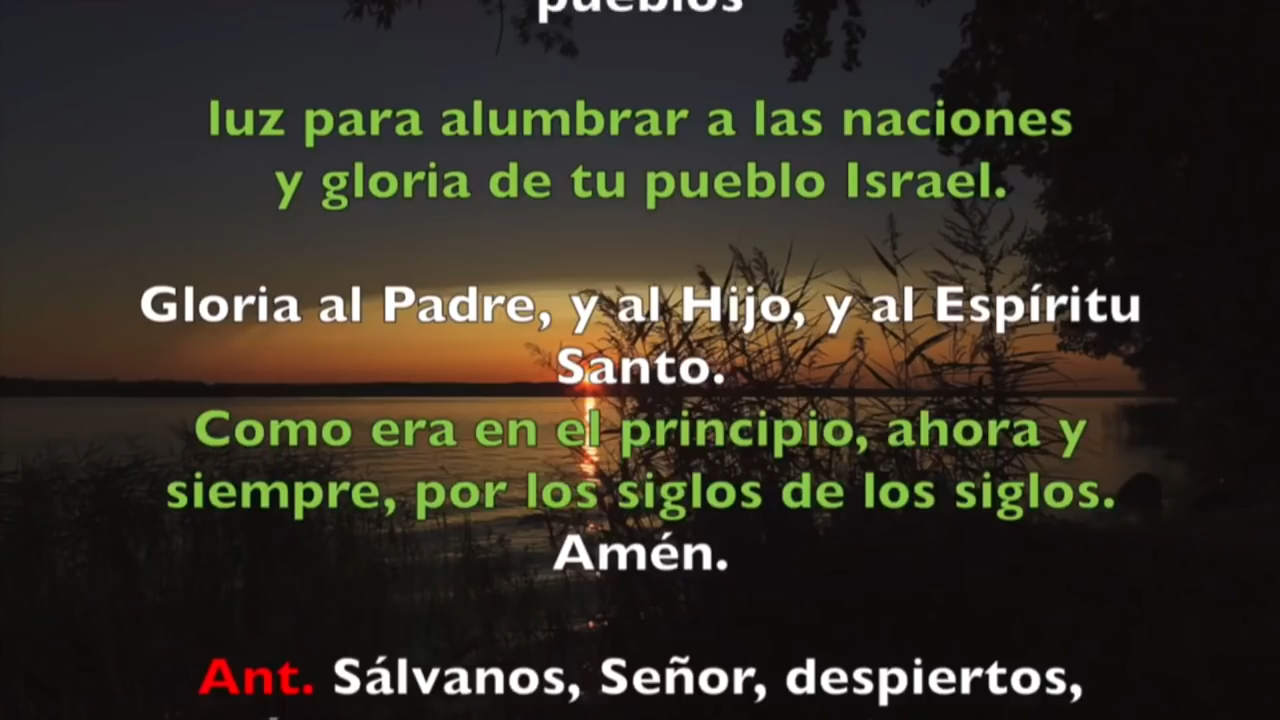 pueblos
luz para alumbrar a las naciones
y gloria de tu pueblo Israel.
Gloria al Padre, y al Hijo, y al Espíritu
Santo.
Como era en el principio, ahora y
siempre, por los siglos de los siglos.
Amén.
Ant. Sálvanos, Señor, despiertos,